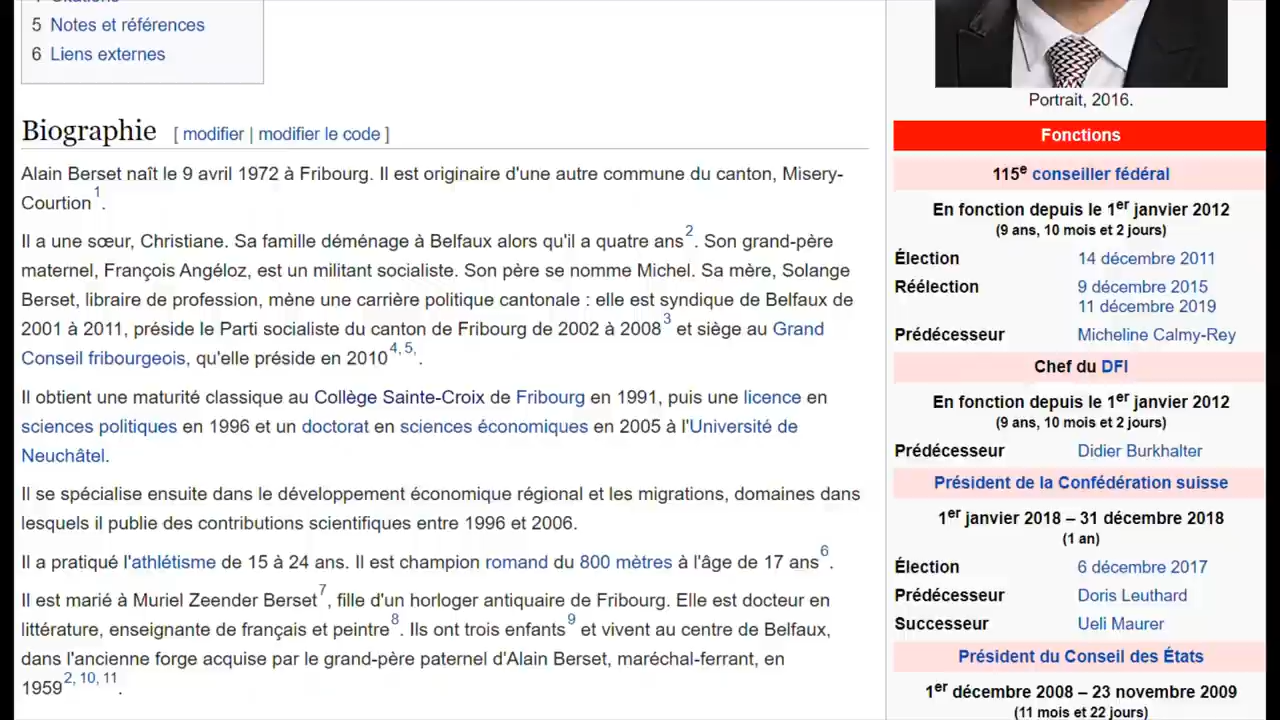 5 Notes et références
6 Liens externes
Biographie [ modifier | modifier le code ]
Alain Berset naît le 9 avril 1972 à Fribourg. Il est originaire d'une autre commune du canton, Misery-
Courtion1.
Il a une sœur, Christiane. Sa famille déménage à Belfaux alors qu'il a quatre ans2. Son grand-père
maternel, François Angéloz, est un militant socialiste. Son père se nomme Michel. Sa mère, Solange
Berset, libraire de profession, mène une carrière politique cantonale : elle est syndique de Belfaux de
2001 à 2011, préside le Parti socialiste du canton de Fribourg de 2002 à 20083 et siège au Grand
Conseil fribourgeois, qu'elle préside en 20104, 5,.
Il obtient une maturité classique au Collège Sainte-Croix de Fribourg en 1991, puis une licence en
sciences politiques en 1996 et un doctorat en sciences économiques en 2005 à l'Université de
Neuchâtel.
Il se spécialise ensuite dans le développement économique régional et les migrations, domaines dans
lesquels il publie des contributions scientifiques entre 1996 et 2006.
Il a pratiqué l'athlétisme de 15 à 24 ans. Il est champion romand du 800 mètres à l'âge de 17 ans6.
Il est marié à Muriel Zeender Berset7, fille d'un horloger antiquaire de Fribourg. Elle est docteur en
littérature, enseignante de français et peintre8. Ils ont trois enfants9 et vivent au centre de Belfaux,
dans l'ancienne forge acquise par le grand-père paternel d'Alain Berset, maréchal-ferrant, en
19592, 10, 11.
Portrait, 2016.
Fonctions
115e conseiller fédéral
En fonction depuis le 1er janvier 2012
(9 ans, 10 mois et 2 jours)
Élection 14 décembre 2011
Réélection 9 décembre 2015
11 décembre 2019
Prédécesseur Micheline Calmy-Rey
Chef du DFI
En fonction depuis le 1er janvier 2012
(9 ans, 10 mois et 2 jours)
Prédécesseur Didier Burkhalter
Président de la Confédération suisse
1er janvier 2018 – 31 décembre 2018
(1 an)
Élection 6 décembre 2017
Prédécesseur Doris Leuthard
Successeur Ueli Maurer
Président du Conseil des États
1er décembre 2008 – 23 novembre 2009
(11 mois et 22 jours)